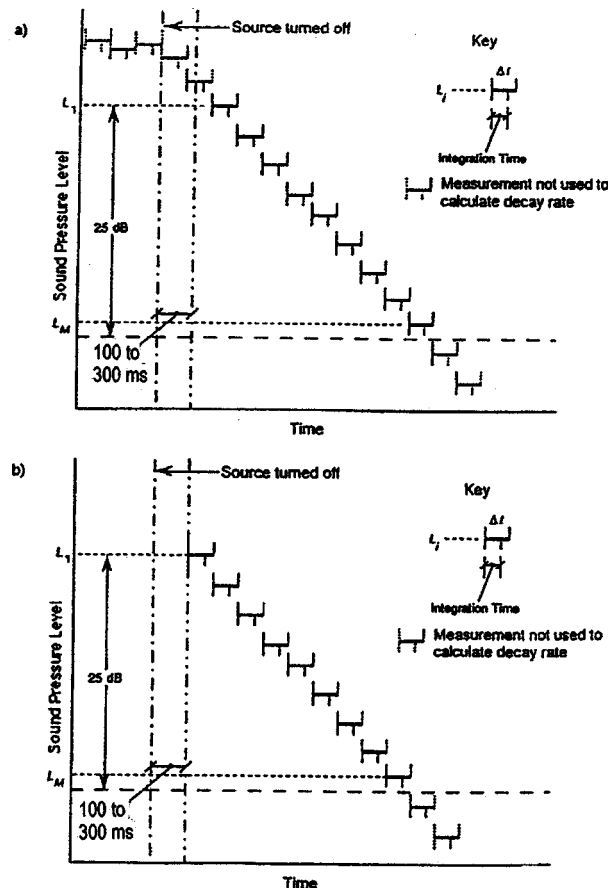 a)
Source turned off
Key
Δt
L₁
Lᵢ
Integration Time
Measurement not used to
calculate decay rate
25 dB
Sound Pressure Level
L_M
100 to
300 ms
Time
b)
Source turned off
Key
Δt
L₁
Lᵢ
Integration Time
Measurement not used to
calculate decay rate
25 dB
Sound Pressure Level
L_M
100 to
300 ms
Time